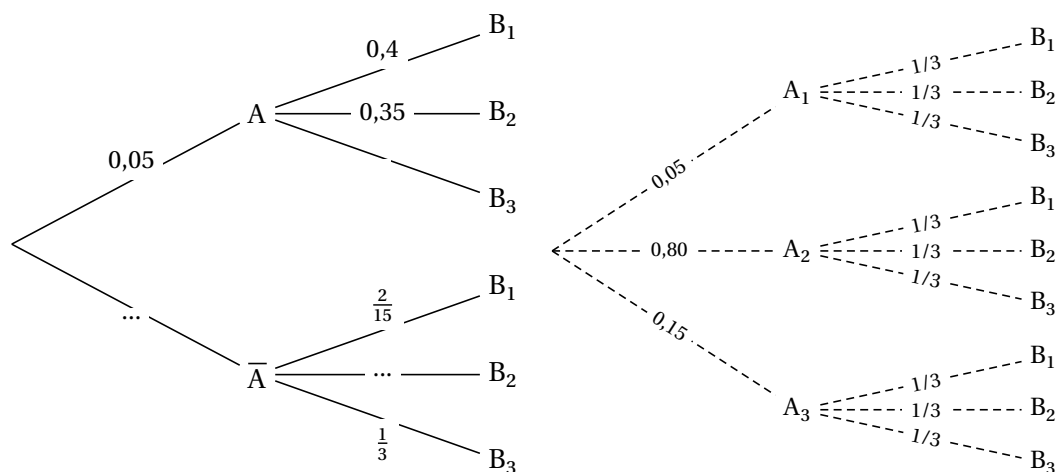 B₁
0,4
A
0,35
B₂
0,05
B₃
...
2/15
B₁
A̅
...
B₂
1/3
B₃
B₁
1/3
A₁
1/3
B₂
1/3
B₃
0,05
B₁
1/3
0,80
A₂
1/3
B₂
1/3
B₃
0,15
B₁
1/3
A₃
1/3
B₂
1/3
B₃